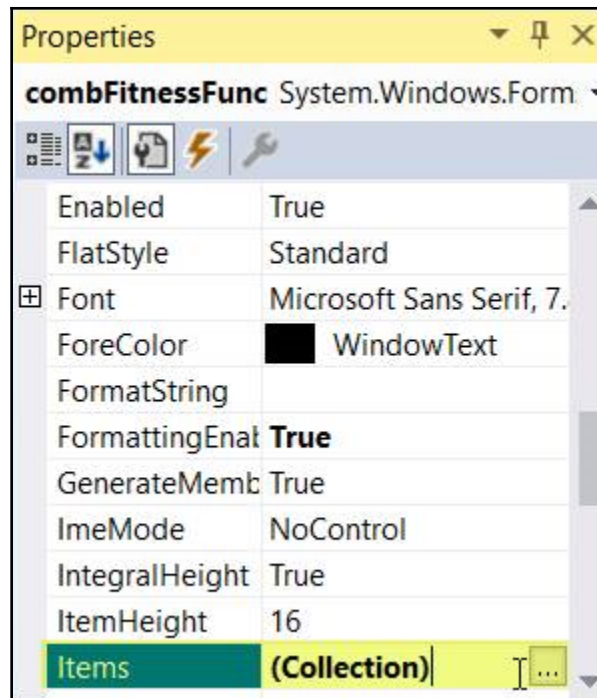 Properties
combFitnessFunc System.Windows.Form
Enabled True
FlatStyle Standard
Font Microsoft Sans Serif, 7.
ForeColor WindowText
FormatString
FormattingEnab True
GenerateMemb True
ImeMode NoControl
IntegralHeight True
ItemHeight 16
Items (Collection) ...